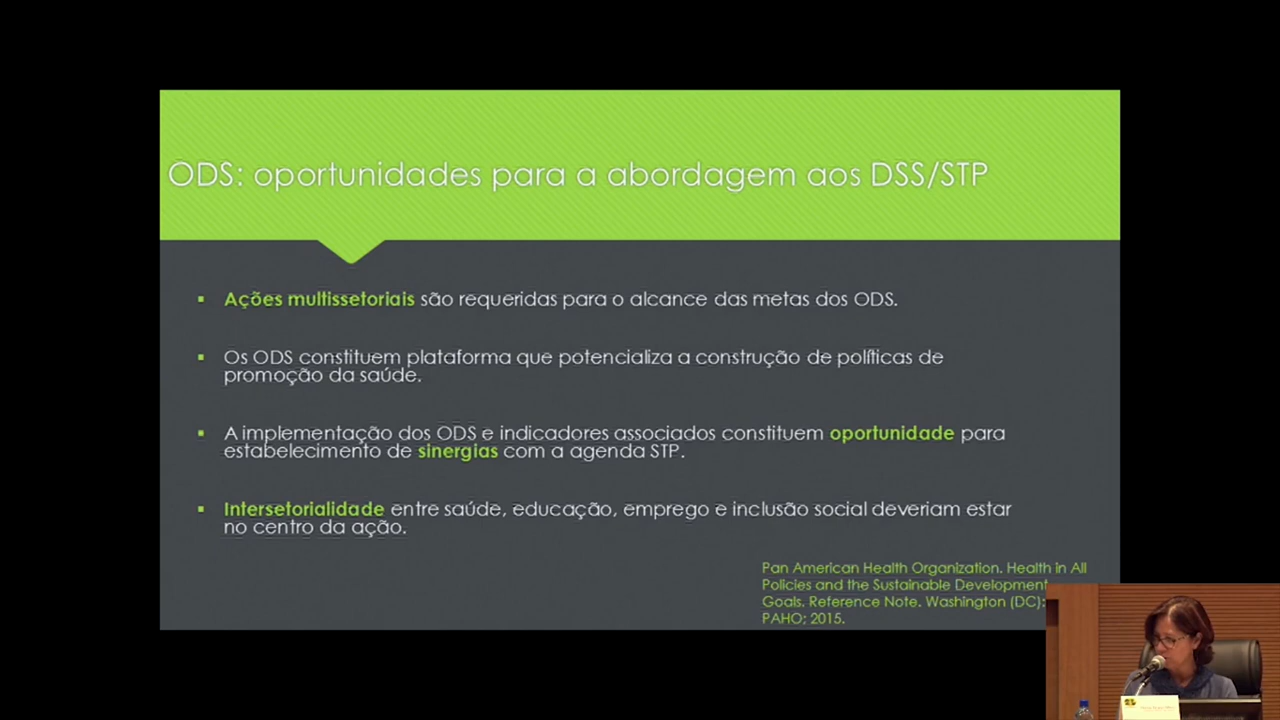 ODS: oportunidades para a abordagem aos DSS/STP
Ações multissetoriais são requeridas para o alcance das metas dos ODS.
Os ODS constituem plataforma que potencializa a construção de políticas de
promoção da saúde.
A implementação dos ODS e indicadores associados constituem oportunidade para
estabelecimento de sinergias com a agenda STP.
Intersetorialidade entre saúde, educação, emprego e inclusão social deveriam estar
no centro da ação.
Pan American Health Organization. Health in All
Policies and the Sustainable Development
Goals. Reference Note. Washington (DC):
PAHO; 2015.